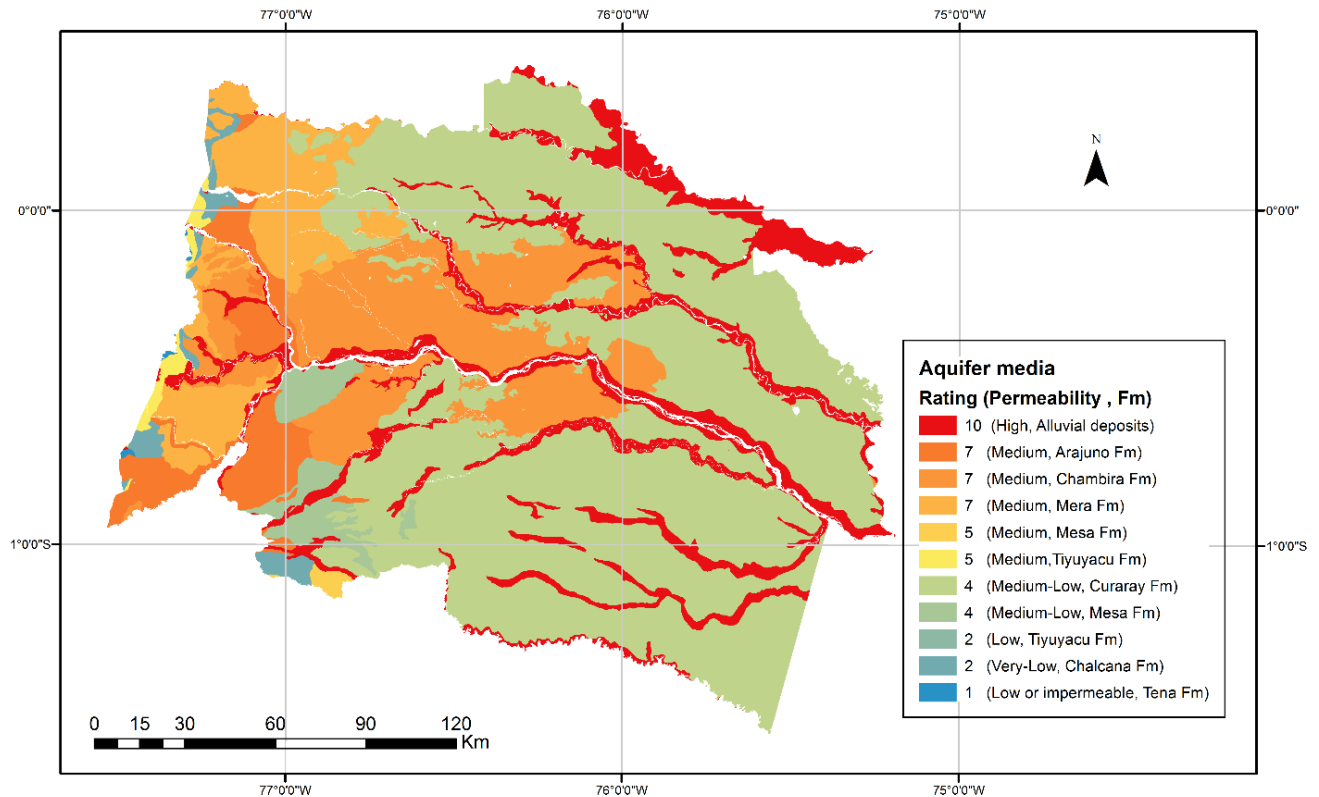 77°0'0"W 76°0'0"W 75°0'0"W
N
0°0'0" 0°0'0"
Aquifer media
Rating (Permeability , Fm)
10 (High, Alluvial deposits)
7 (Medium, Arajuno Fm)
7 (Medium, Chambira Fm)
7 (Medium, Mera Fm)
5 (Medium, Mesa Fm)
5 (Medium,Tiyuyacu Fm)
4 (Medium-Low, Curaray Fm)
4 (Medium-Low, Mesa Fm)
2 (Low, Tiyuyacu Fm)
2 (Very-Low, Chalcana Fm)
1 (Low or impermeable, Tena Fm)
1°0'0"S 1°0'0"S
0 15 30 60 90 120
Km
77°0'0"W 76°0'0"W 75°0'0"W